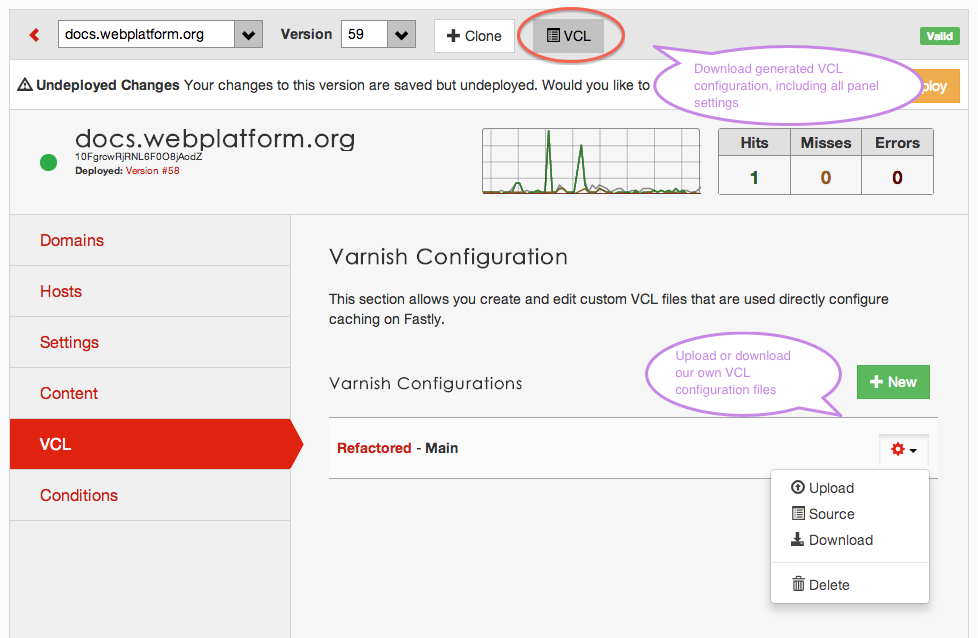 docs.webplatform.org Version 59 Clone VCL Valid
Undeployed Changes Your changes to this version are saved but undeployed. Would you like to
Download generated VCL
configuration, including all panel
settings
docs.webplatform.org
10FgrcwRjRNL6F0O8jAodZ
Deployed: Version #58
Hits Misses Errors
1 0 0
Domains
Hosts
Settings
Content
VCL
Conditions
Varnish Configuration
This section allows you create and edit custom VCL files that are used directly configure
caching on Fastly.
Upload or download
our own VCL
configuration files
Varnish Configurations
New
Refactored - Main
Upload
Source
Download
Delete